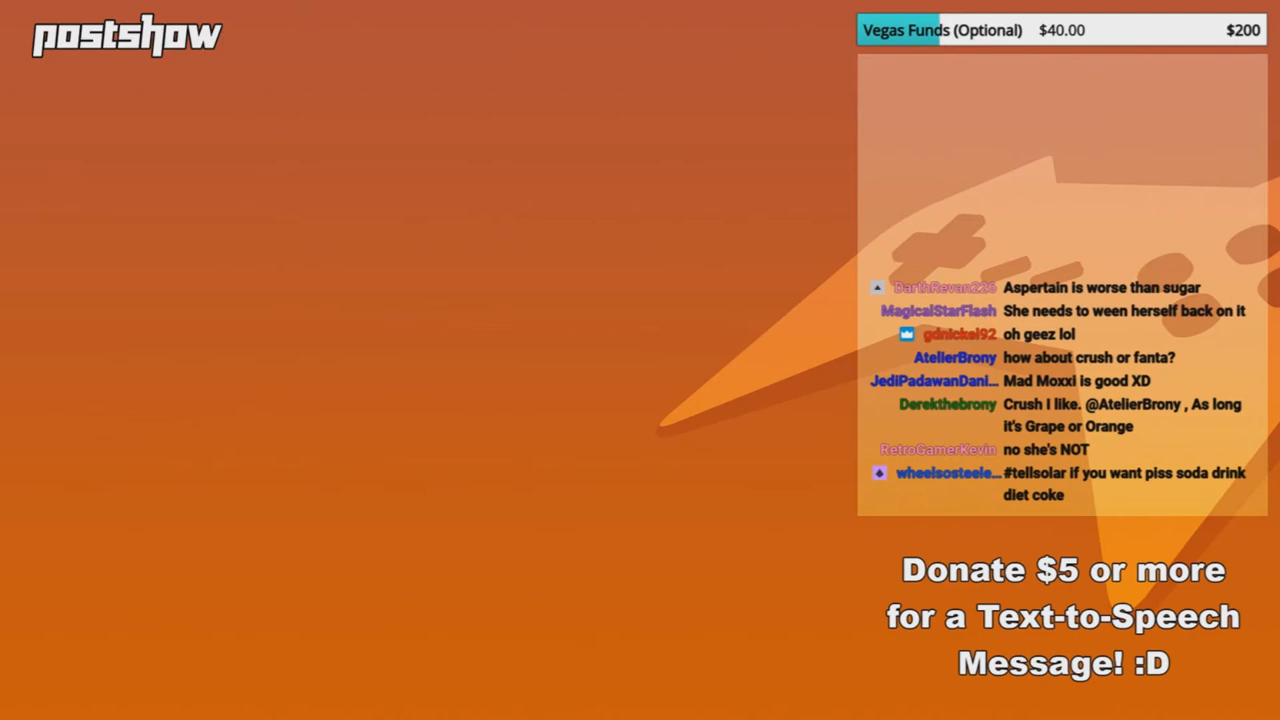 postshow
Vegas Funds (Optional) $40.00 $200
DarthRevan226 Aspertain is worse than sugar
MagicalStarFlash She needs to ween herself back on it
gdnickel92 oh geez lol
AtelierBrony how about crush or fanta?
JediPadawanDani... Mad Moxxi is good XD
Derekthebrony Crush I like. @AtelierBrony , As long
it's Grape or Orange
RetroGamerKevin no she's NOT
wheelsosteele... #tellsolar if you want piss soda drink
diet coke
Donate $5 or more
for a Text-to-Speech
Message! :D